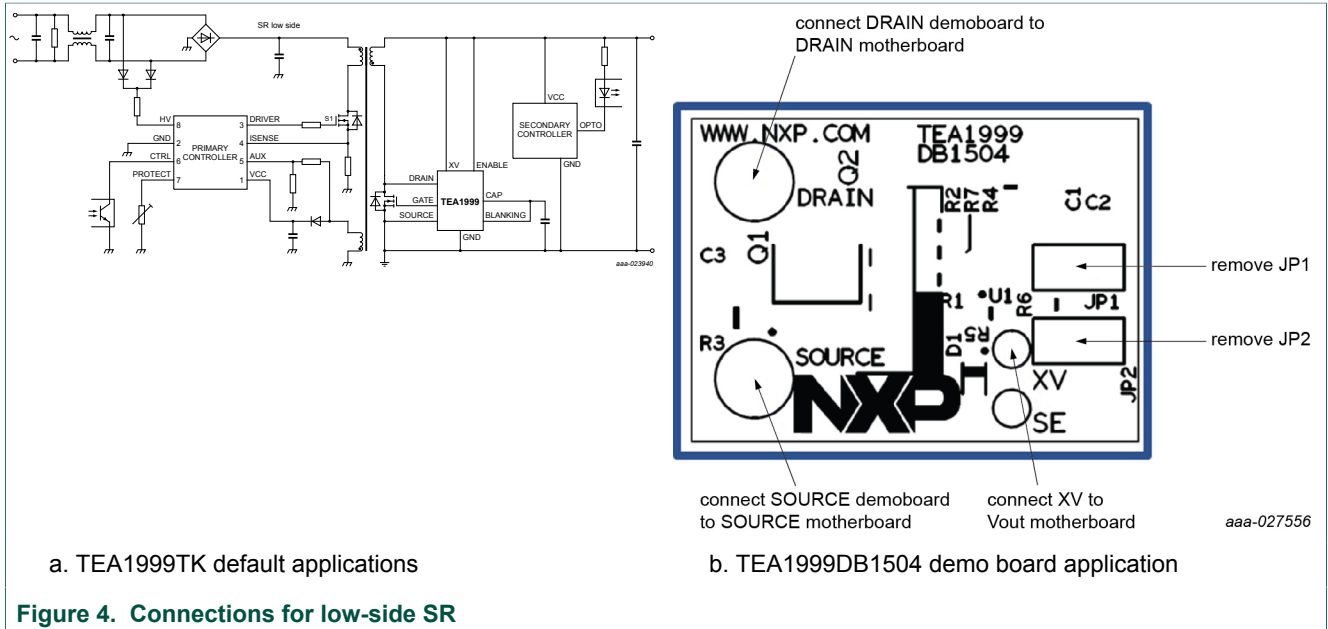 SR low side
HV
GND
CTRL
PROTECT
8
2
6
7
PRIMARY
CONTROLLER
3
4
5
1
DRIVER
ISENSE
AUX
VCC
S1
DRAIN
GATE
SOURCE
XV
ENABLE
TEA1999
CAP
BLANKING
GND
VCC
SECONDARY
CONTROLLER
OPTO
GND
aaa-023940
a. TEA1999TK default applications
connect DRAIN demoboard to
DRAIN motherboard
WWW.NXP.COM
TEA1999
DB1504
Q2
DRAIN
R2
R7
R4
C1
C2
C3
Q1
remove JP1
R1
U1
R6
JP1
R3
SOURCE
D1
R5
remove JP2
XV
JP2
NXP
SE
connect SOURCE demoboard
to SOURCE motherboard
connect XV to
Vout motherboard
aaa-027556
b. TEA1999DB1504 demo board application
Figure 4. Connections for low-side SR